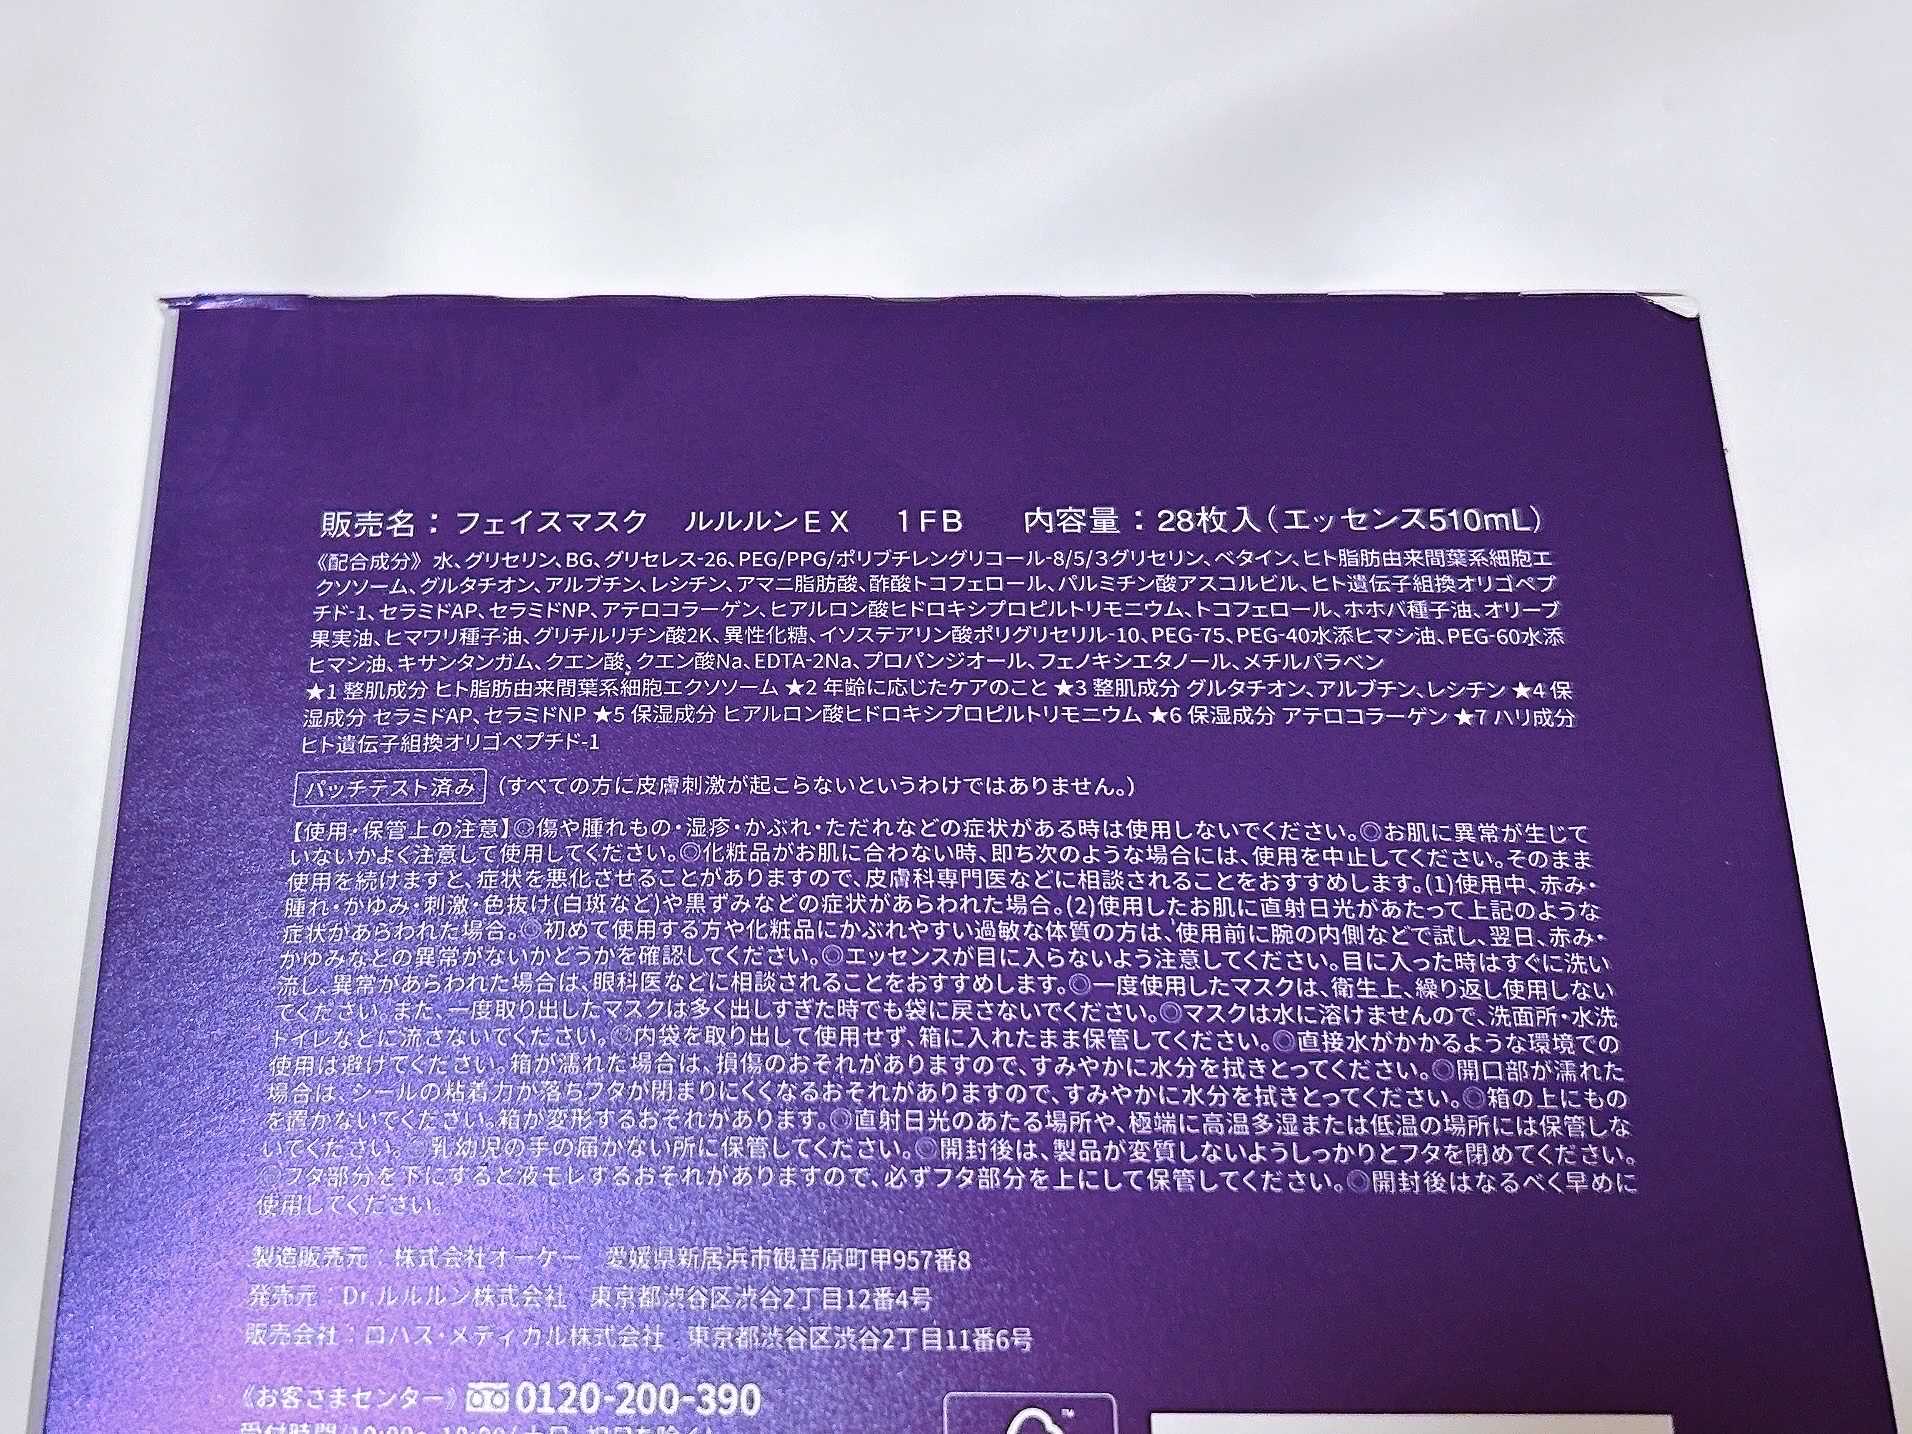 販売名：フェイスマスク　ルルルンＥＸ　１ＦＢ　内容量：28枚入（エッセンス510mL）
《配合成分》水、グリセリン、BG、グリセレス-26、PEG/PPG/ポリブチレングリコール-8/5/3グリセリン、ベタイン、ヒト脂肪由来間葉系細胞エ
クソソーム、グルタチオン、アルブチン、レシチン、アマニ脂肪酸、酢酸トコフェロール、パルミチン酸アスコルビル、ヒト遺伝子組換オリゴペプ
チド-1、セラミドAP、セラミドNP、アテロコラーゲン、ヒアルロン酸ヒドロキシプロピルトリモニウム、トコフェロール、ホホバ種子油、オリーブ
果実油、ヒマワリ種子油、グリチルリチン酸2K、異性化糖、イソステアリン酸ポリグリセリル-10、PEG-75、PEG-40水添ヒマシ油、PEG-60水添
ヒマシ油、キサンタンガム、クエン酸、クエン酸Na、EDTA-2Na、プロパンジオール、フェノキシエタノール、メチルパラベン
★1 整肌成分 ヒト脂肪由来間葉系細胞エクソソーム ★2 年齢に応じたケアのこと ★3 整肌成分 グルタチオン、アルブチン、レシチン ★4 保
湿成分 セラミドAP、セラミドNP ★5 保湿成分 ヒアルロン酸ヒドロキシプロピルトリモニウム ★6 保湿成分 アテロコラーゲン ★7 ハリ成分
ヒト遺伝子組換オリゴペプチド-1
パッチテスト済み（すべての方に皮膚刺激が起こらないというわけではありません。）
【使用・保管上の注意】◎傷や腫れもの・湿疹・かぶれ・ただれなどの症状がある時は使用しないでください。◎お肌に異常が生じて
いないかよく注意して使用してください。◎化粧品がお肌に合わない時、即ち次のような場合には、使用を中止してください。そのまま
使用を続けますと、症状を悪化させることがありますので、皮膚科専門医などに相談されることをおすすめします。(1)使用中、赤み・
腫れ・かゆみ・刺激・色抜け(白斑など)や黒ずみなどの症状があらわれた場合。(2)使用したお肌に直射日光があたって上記のような
症状があらわれた場合。◎初めて使用する方や化粧品にかぶれやすい過敏な体質の方は、使用前に腕の内側などで試し、翌日、赤み・
かゆみなどの異常がないかどうかを確認してください。◎エッセンスが目に入らないよう注意してください。目に入った時はすぐに洗い
流し、異常があらわれた場合は、眼科医などに相談されることをおすすめします。◎一度使用したマスクは、衛生上、繰り返し使用しない
でください。また、一度取り出したマスクは多く出しすぎた時でも袋に戻さないでください。◎マスクは水に溶けませんので、洗面所・水洗
トイレなどに流さないでください。◎内袋を取り出して使用せず、箱に入れたまま保管してください。◎直接水がかかるような環境での
使用は避けてください。箱が濡れた場合は、損傷のおそれがありますので、すみやかに水分を拭きとってください。◎開口部が濡れた
場合は、シールの粘着力が落ちフタが閉まりにくくなるおそれがありますので、すみやかに水分を拭きとってください。◎箱の上にもの
を置かないでください。箱が変形するおそれがあります。◎直射日光のあたる場所や、極端に高温多湿または低温の場所には保管しな
いでください。◎乳幼児の手の届かない所に保管してください。◎開封後は、製品が変質しないようしっかりとフタを閉めてください。
◎フタ部分を下にすると液モレするおそれがありますので、必ずフタ部分を上にして保管してください。◎開封後はなるべく早めに
使用してください。
製造販売元：株式会社オーケー　愛媛県新居浜市観音原町甲957番8
発売元：Dr.ルルルン株式会社　東京都渋谷区渋谷2丁目12番4号
販売会社：ロハス・メディカル株式会社　東京都渋谷区渋谷2丁目11番6号
《お客さまセンター》0120-200-390